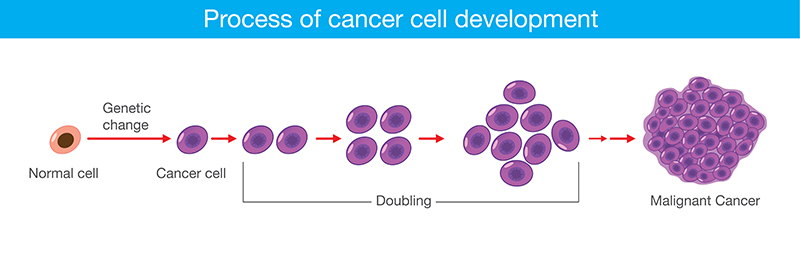 Process of cancer cell development
Genetic
change
Normal cell
Cancer cell
Doubling
Malignant Cancer